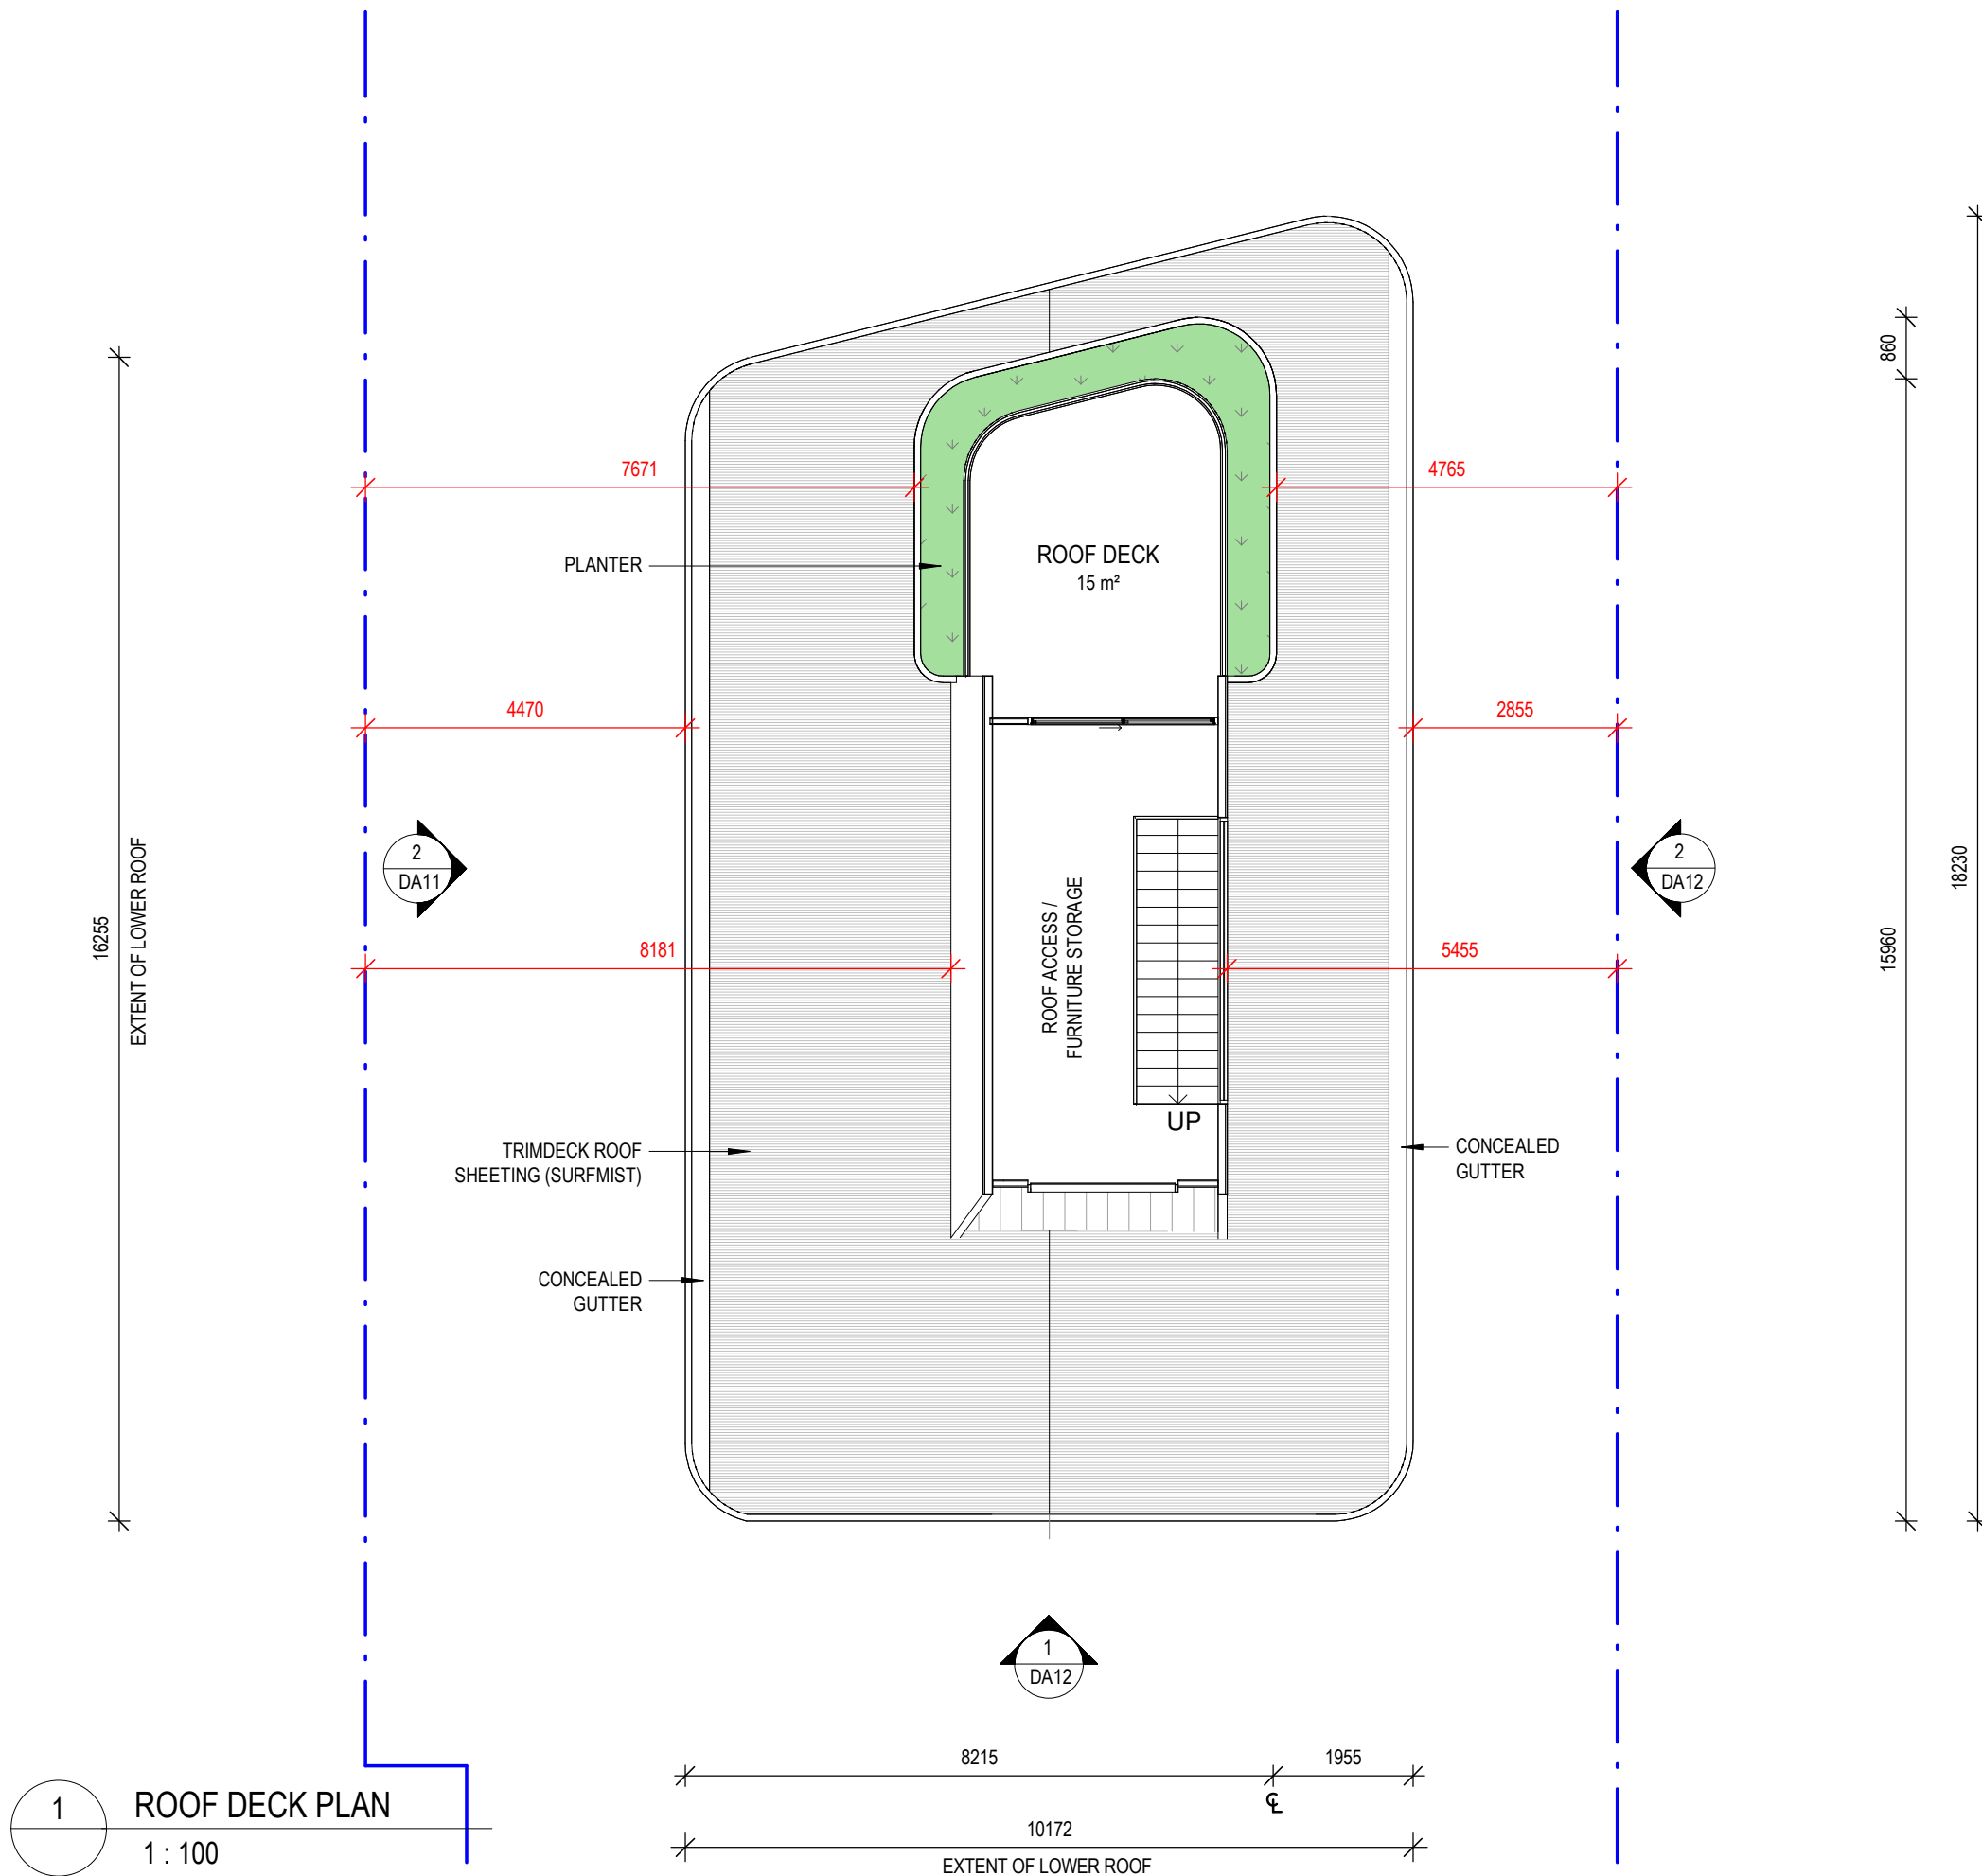 860
7671
4765
PLANTER
ROOF DECK
15 m²
4470
2855
2
DA11
2
DA12
16255
EXTENT OF LOWER ROOF
18230
15960
8181
5455
ROOF ACCESS /
FURNITURE STORAGE
UP
TRIMDECK ROOF
SHEETING (SURFMIST)
CONCEALED
GUTTER
CONCEALED
GUTTER
1
DA12
8215
1955
℄
10172
EXTENT OF LOWER ROOF
1
ROOF DECK PLAN
1 : 100